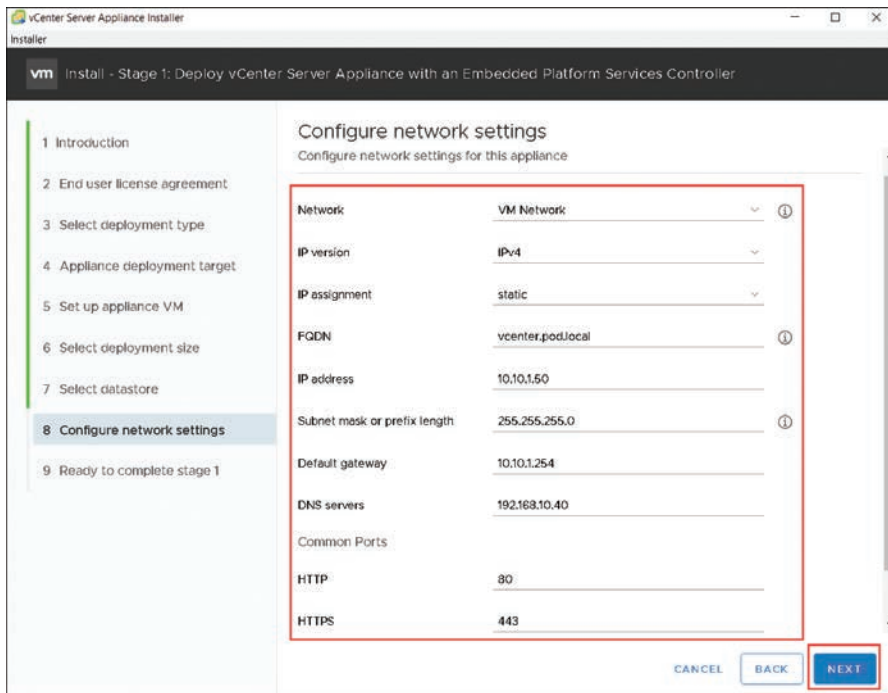 vCenter Server Appliance Installer
Installer
vm Install - Stage 1: Deploy vCenter Server Appliance with an Embedded Platform Services Controller
1 Introduction
2 End user license agreement
3 Select deployment type
4 Appliance deployment target
5 Set up appliance VM
6 Select deployment size
7 Select datastore
8 Configure network settings
9 Ready to complete stage 1
Configure network settings
Configure network settings for this appliance
Network VM Network
IP version IPv4
IP assignment static
FQDN vcenter.pod.local
IP address 10.10.1.50
Subnet mask or prefix length 255.255.255.0
Default gateway 10.10.1.254
DNS servers 192.168.10.40
Common Ports
HTTP 80
HTTPS 443
CANCEL BACK NEXT